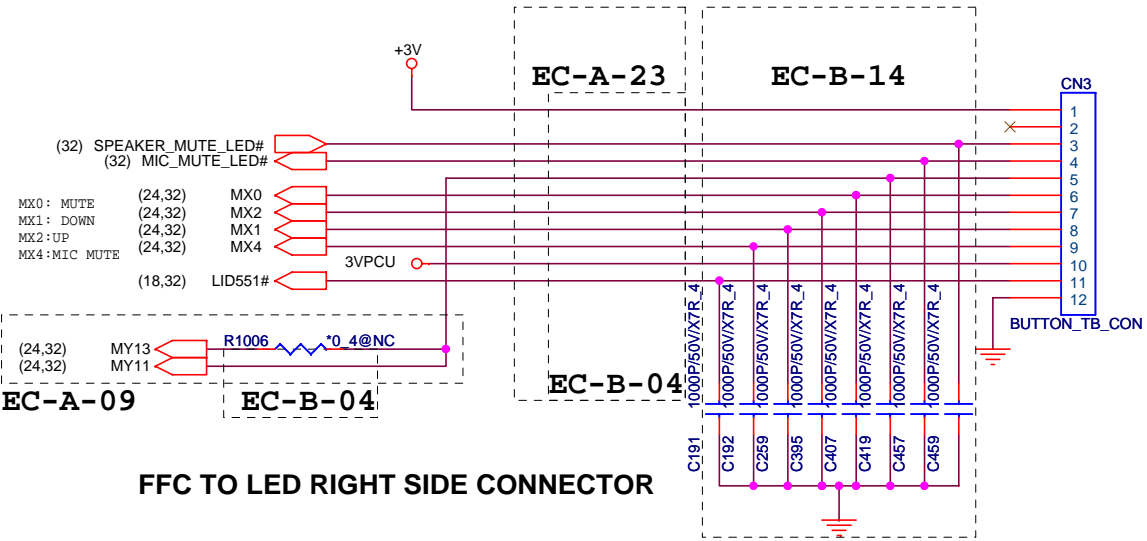 +3V
EC-A-23
EC-B-14
CN3
1
2
3
4
5
6
7
8
9
10
11
12
BUTTON_TB_CON
(32) SPEAKER_MUTE_LED#
(32) MIC_MUTE_LED#
MX0: MUTE
MX1: DOWN
MX2:UP
MX4:MIC MUTE
(24,32) MX0
(24,32) MX2
(24,32) MX1
(24,32) MX4
3VPCU
(18,32) LID551#
(24,32) MY13
(24,32) MY11
R1006 *0_4@NC
EC-A-09
EC-B-04
EC-B-04
1000P/50V/X7R_4
1000P/50V/X7R_4
1000P/50V/X7R_4
1000P/50V/X7R_4
1000P/50V/X7R_4
1000P/50V/X7R_4
1000P/50V/X7R_4
1000P/50V/X7R_4
C191
C192
C259
C395
C407
C419
C457
C459
FFC TO LED RIGHT SIDE CONNECTOR